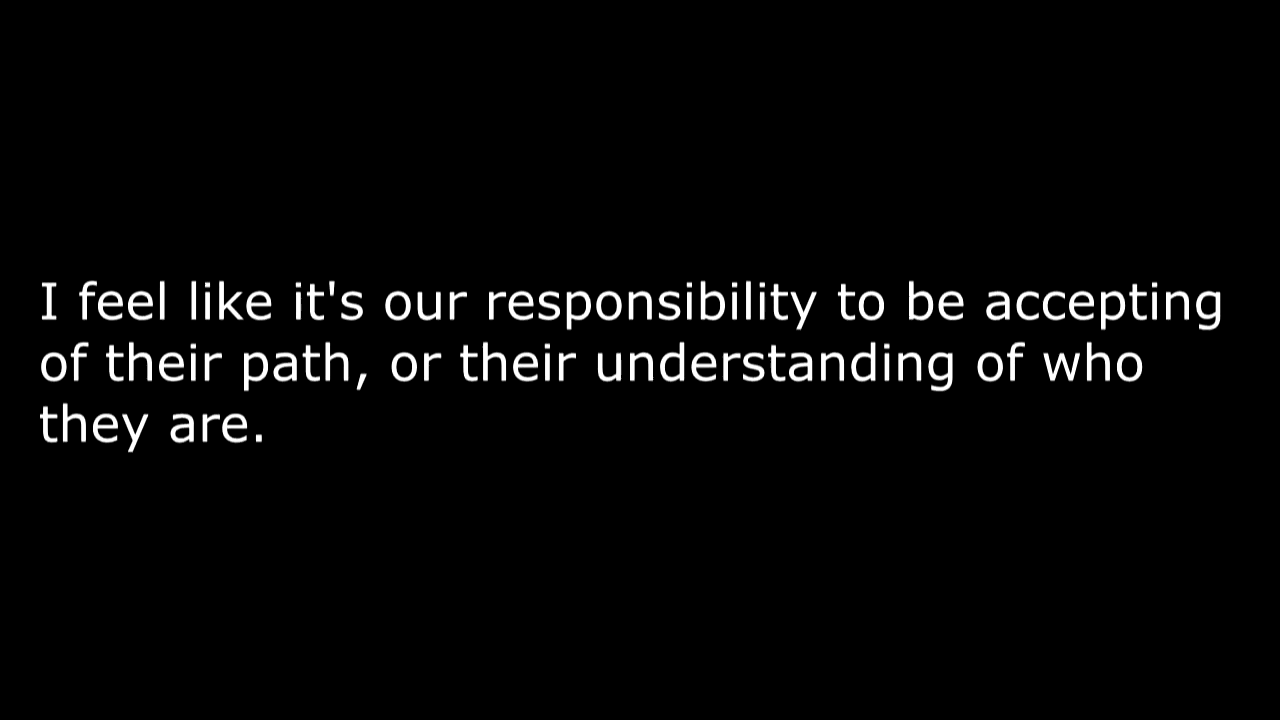 I feel like it's our responsibility to be accepting
of their path, or their understanding of who
they are.